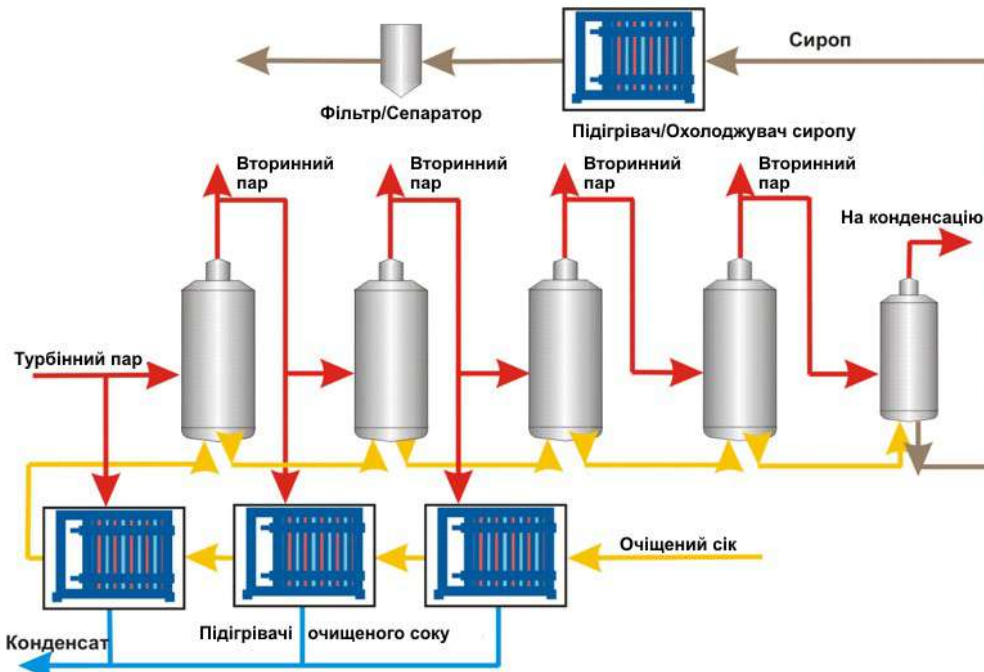 Сироп
Фільтр/Сепаратор
Підігрівач/Охолоджувач сиропу
Вторинний
пар
Вторинний
пар
Вторинний
пар
Вторинний
пар
На конденсацію
Турбінний пар
Очіщений сік
Підігрівачі очищеного соку
Конденсат